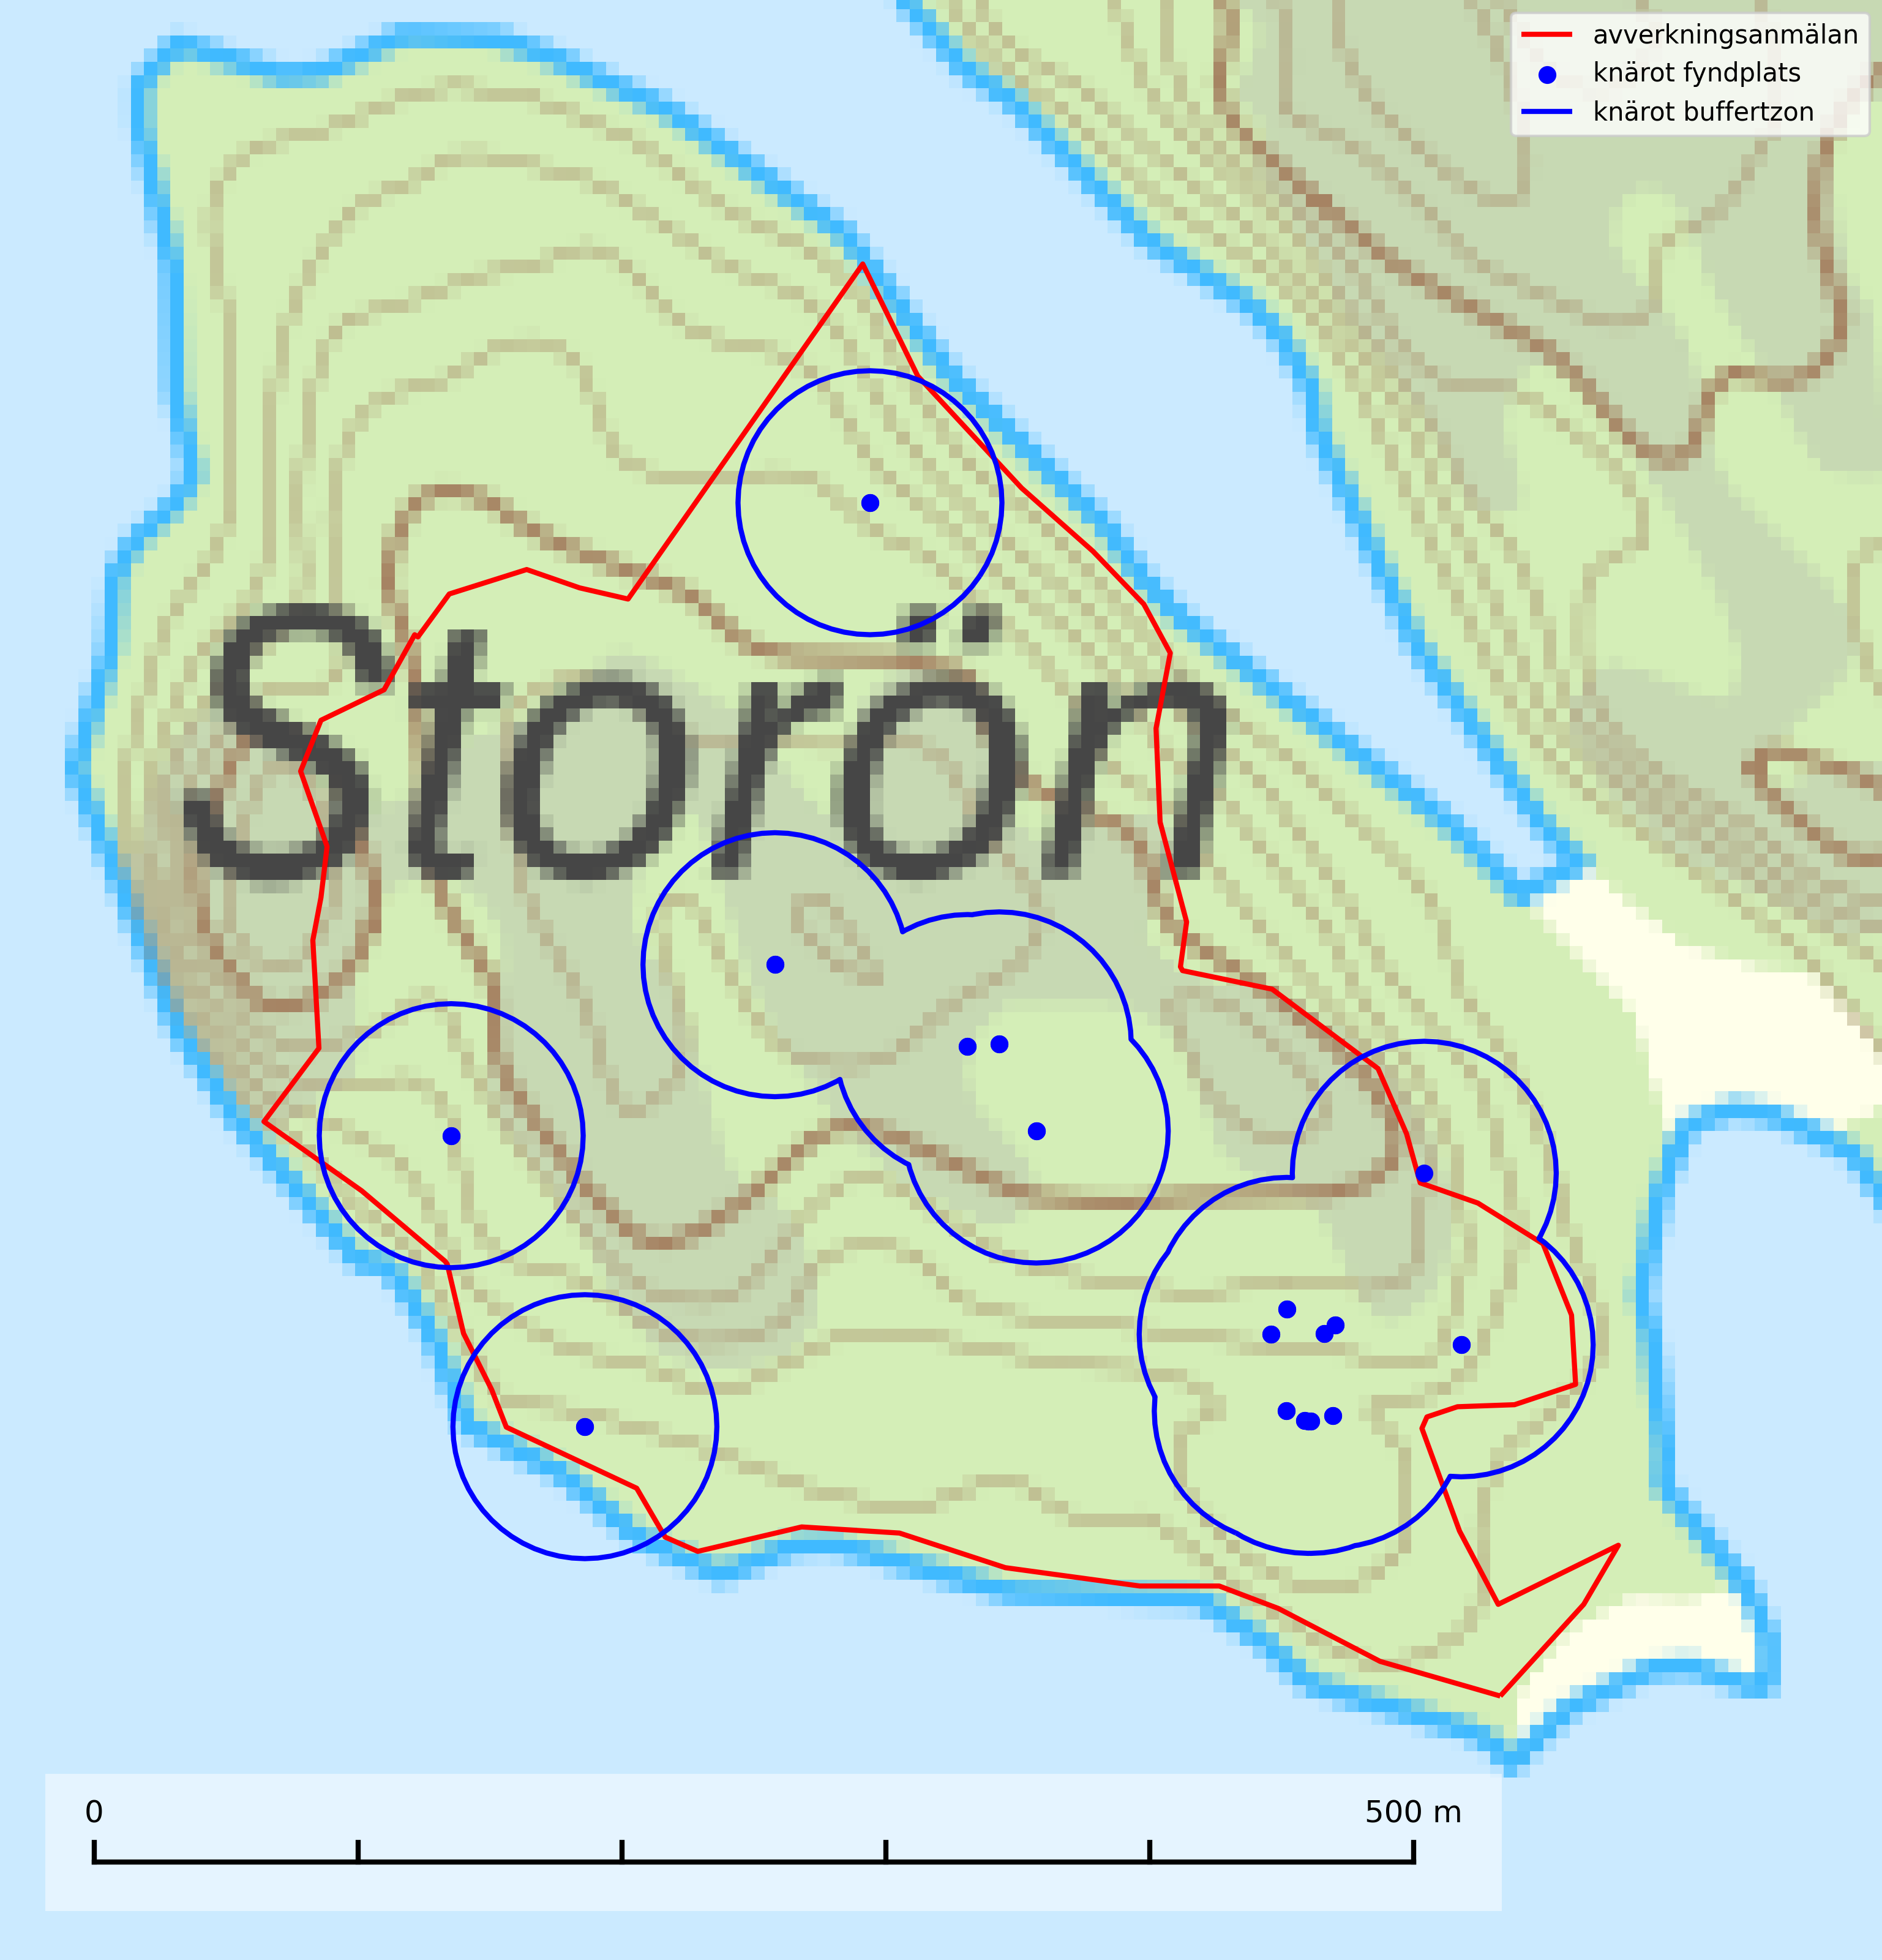 avverkningsanmälan
knärot fyndplats
knärot buffertzon
Storön
0 500 m